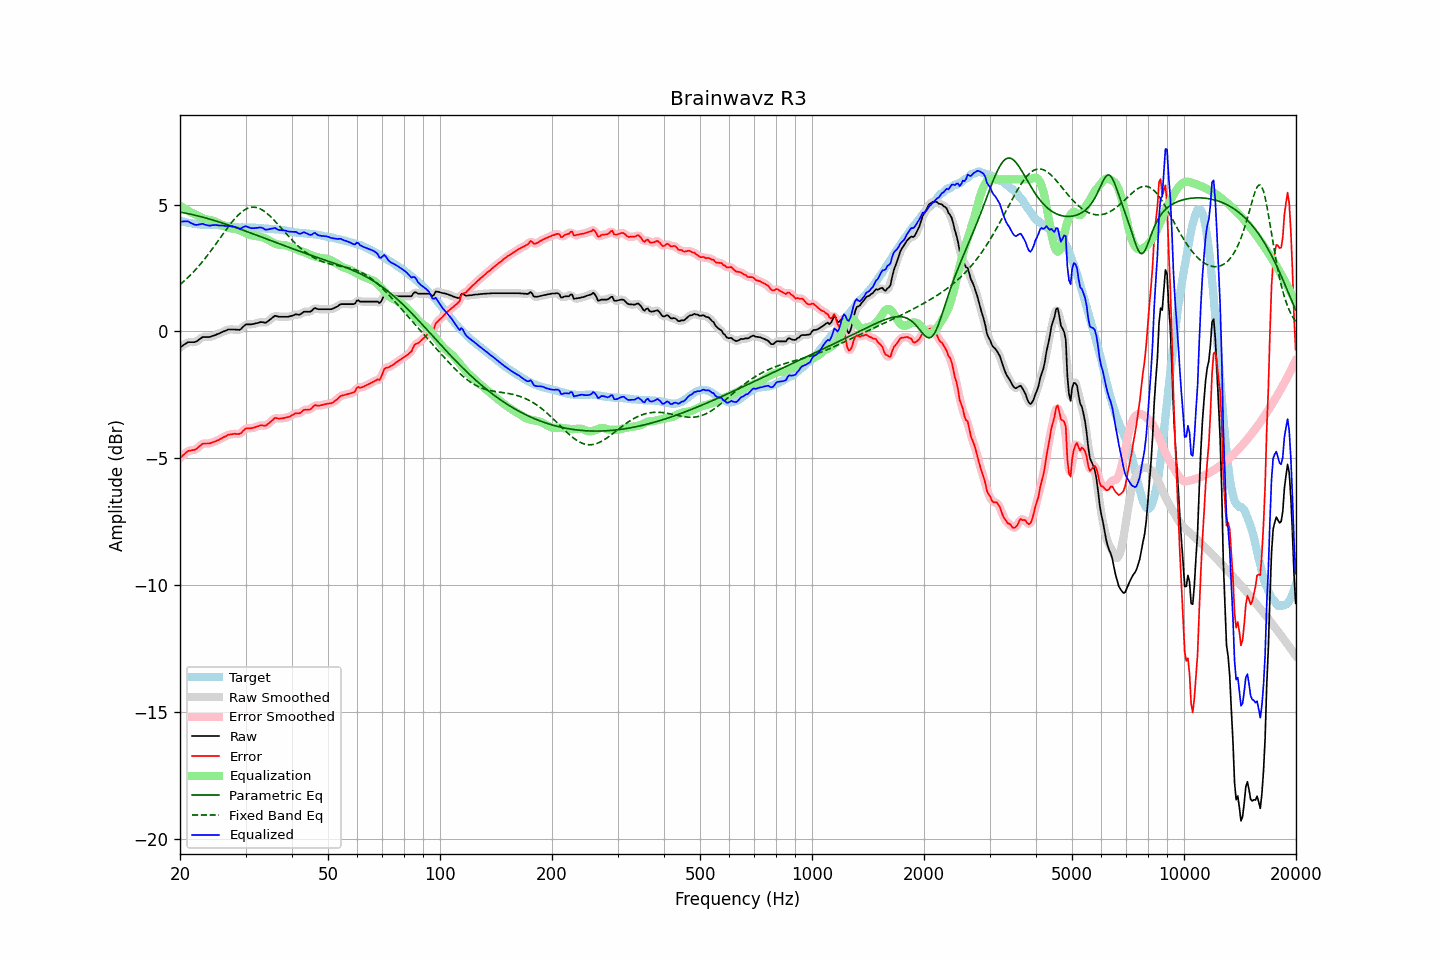 Brainwavz R3
Amplitude (dBr)
5
0
−5
−10
−15
−20
Target
Raw Smoothed
Error Smoothed
Raw
Error
Equalization
Parametric Eq
Fixed Band Eq
Equalized
20 50 100 200 500 1000 2000 5000 10000 20000
Frequency (Hz)